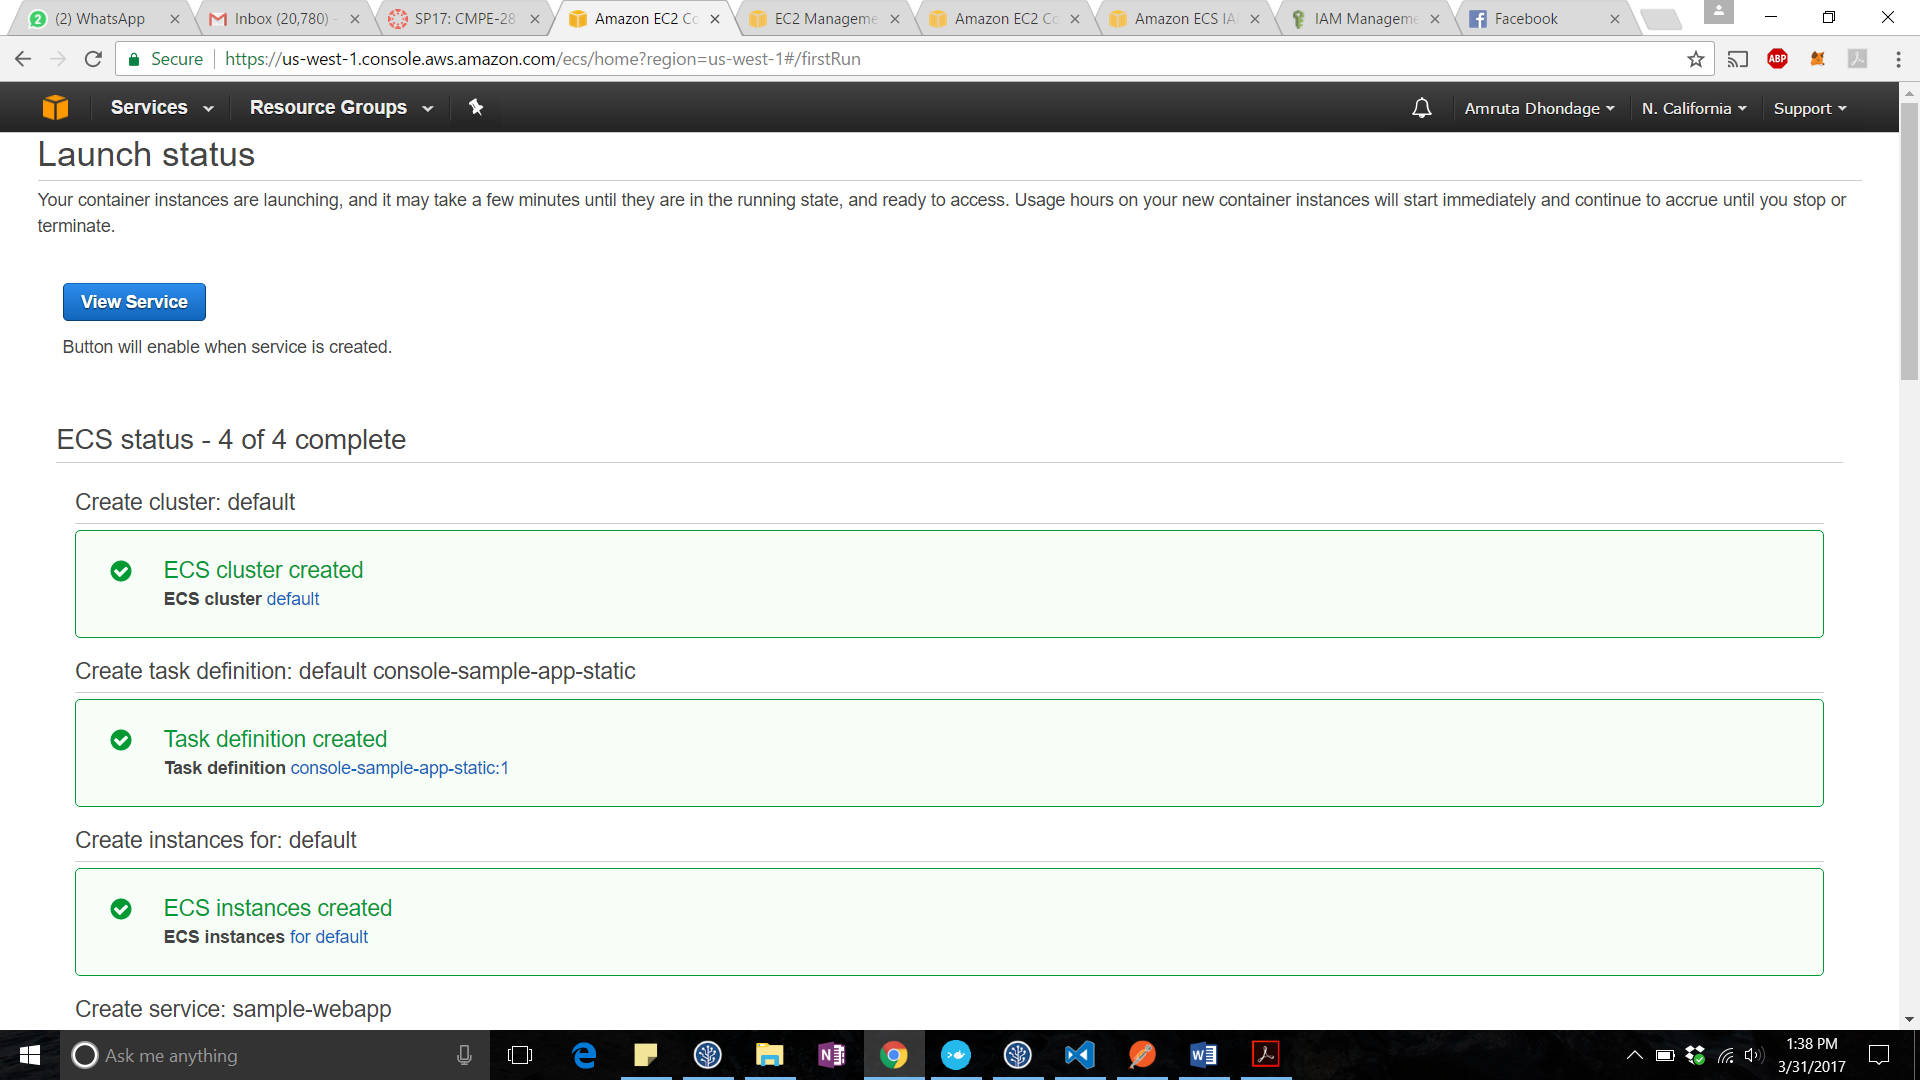 (2) WhatsApp
Inbox (20,780) -
SP17: CMPE-28
Amazon EC2 Co
EC2 Manageme
Amazon EC2 Co
Amazon ECS IA
IAM Manageme
Facebook
Secure
https://us-west-1.console.aws.amazon.com/ecs/home?region=us-west-1#/firstRun
ABP
Services
Resource Groups
Amruta Dhondage
N. California
Support
Launch status
Your container instances are launching, and it may take a few minutes until they are in the running state, and ready to access. Usage hours on your new container instances will start immediately and continue to accrue until you stop or
terminate.
View Service
Button will enable when service is created.
ECS status - 4 of 4 complete
Create cluster: default
ECS cluster created
ECS cluster default
Create task definition: default console-sample-app-static
Task definition created
Task definition console-sample-app-static:1
Create instances for: default
ECS instances created
ECS instances for default
Create service: sample-webapp
Ask me anything
1:38 PM
3/31/2017